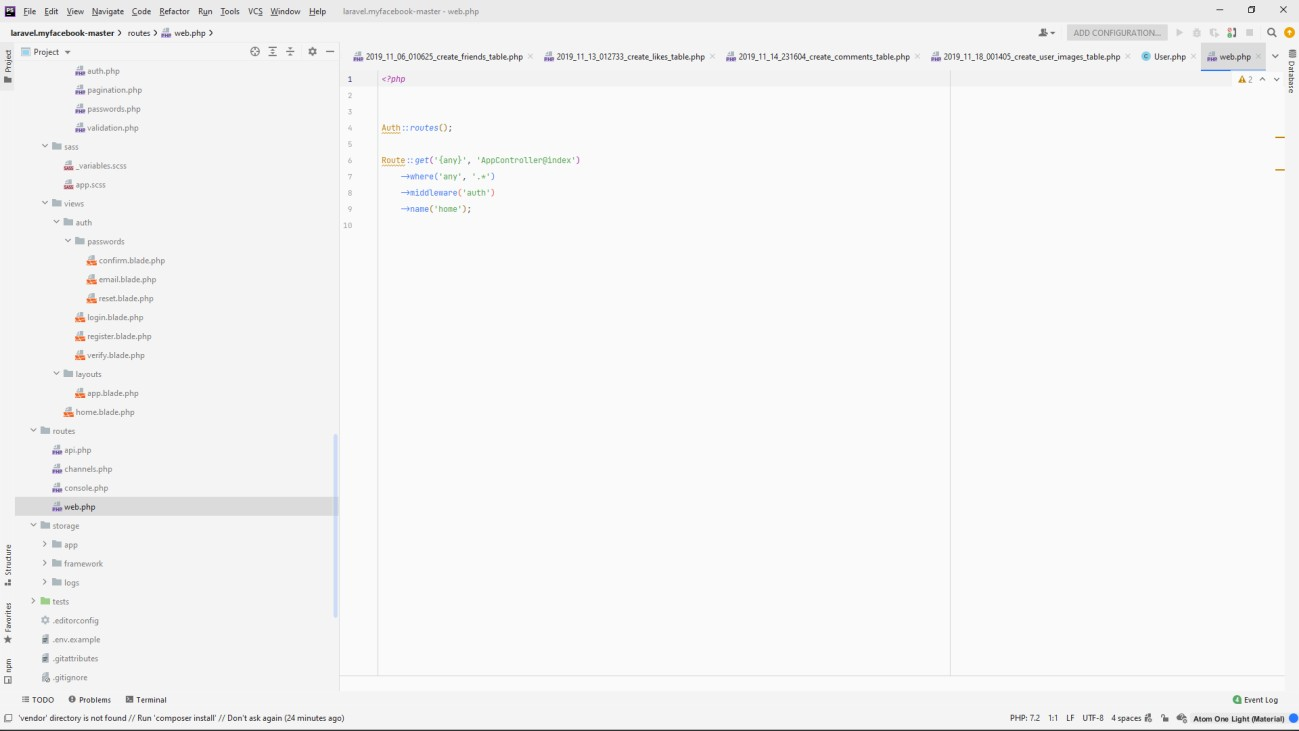 File Edit View Navigate Code Refactor Run Tools VCS Window Help laravel.myfacebook-master - web.php
laravel.myfacebook-master routes web.php ADD CONFIGURATION...
Project
2019_11_06_010625_create_friends_table.php 2019_11_13_012733_create_likes_table.php 2019_11_14_231604_create_comments_table.php 2019_11_18_001405_create_user_images_table.php User.php web.php
Project
Structure
Favorites
npm
Database
auth.php
pagination.php
passwords.php
validation.php
sass
_variables.scss
app.scss
views
auth
passwords
confirm.blade.php
email.blade.php
reset.blade.php
login.blade.php
register.blade.php
verify.blade.php
layouts
app.blade.php
home.blade.php
routes
api.php
channels.php
console.php
web.php
storage
app
framework
logs
tests
.editorconfig
.env.example
.gitattributes
.gitignore
1 <?php
2
3
4 Auth::routes();
5
6 Route::get('{any}', 'AppController@index')
7 ->where('any', '.*')
8 ->middleware('auth')
9 ->name('home');
10
2
TODO Problems Terminal 4 Event Log
'vendor' directory is not found // Run 'composer install' // Don't ask again (24 minutes ago) PHP: 7.2 1:1 LF UTF-8 4 spaces Atom One Light (Material)